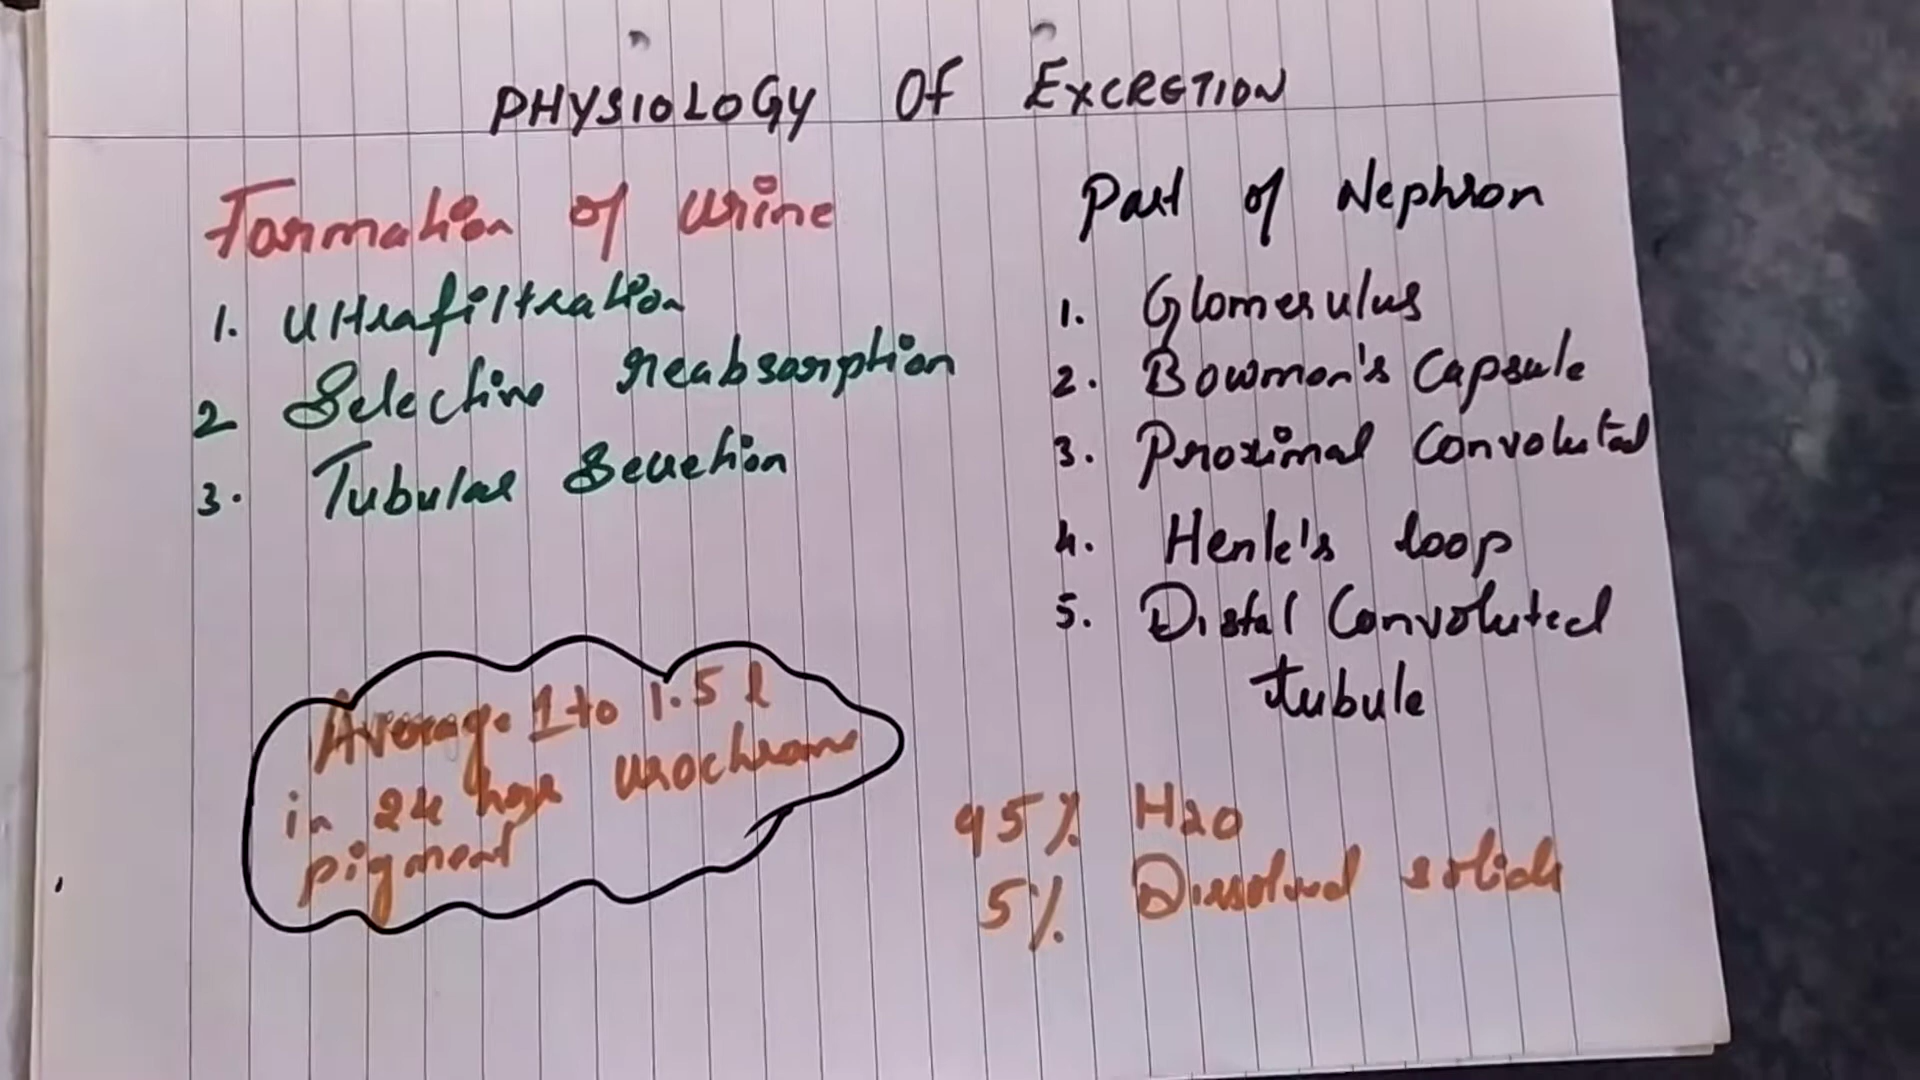 PHYSIOLOGY OF EXCRETION
Formation of urine
1. Ultrafiltration
2 Selective reabsorption
3. Tubular Secretion
Part of Nephron
1. Glomerulus
2. Bowman's Capsule
3. Proximal Convoluted
4. Henle's loop
5. Distal Convoluted
tubule
Average 1 to 1.5 l
in 24 hour urochrome
pigment
95% H2O
5% Dissolved solids